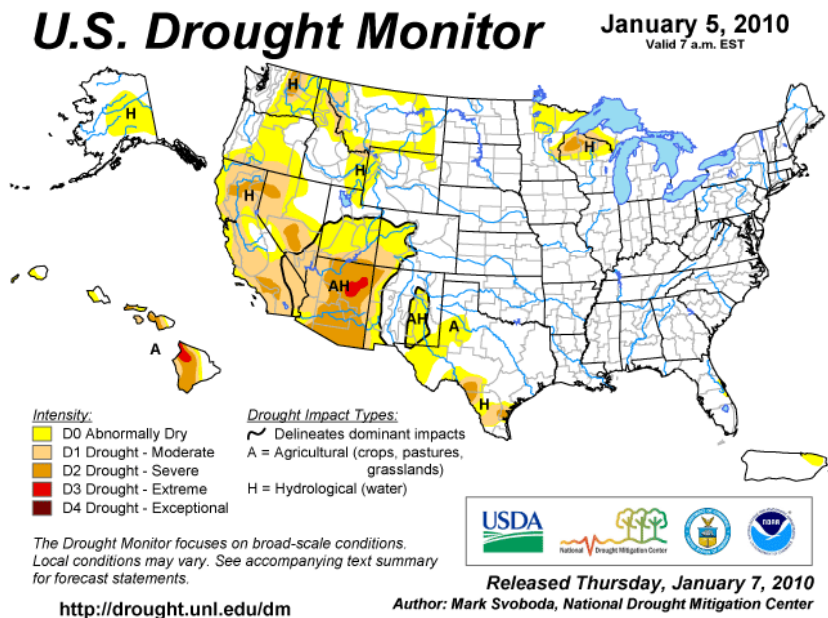 U.S. Drought Monitor
January 5, 2010
Valid 7 a.m. EST
H
H
H
H
H
AH
AH
A
H
A
Intensity:
D0 Abnormally Dry
D1 Drought - Moderate
D2 Drought - Severe
D3 Drought - Extreme
D4 Drought - Exceptional
Drought Impact Types:
Delineates dominant impacts
A = Agricultural (crops, pastures,
grasslands)
H = Hydrological (water)
The Drought Monitor focuses on broad-scale conditions.
Local conditions may vary. See accompanying text summary
for forecast statements.
http://drought.unl.edu/dm
USDA
National Drought Mitigation Center
NOAA
Released Thursday, January 7, 2010
Author: Mark Svoboda, National Drought Mitigation Center